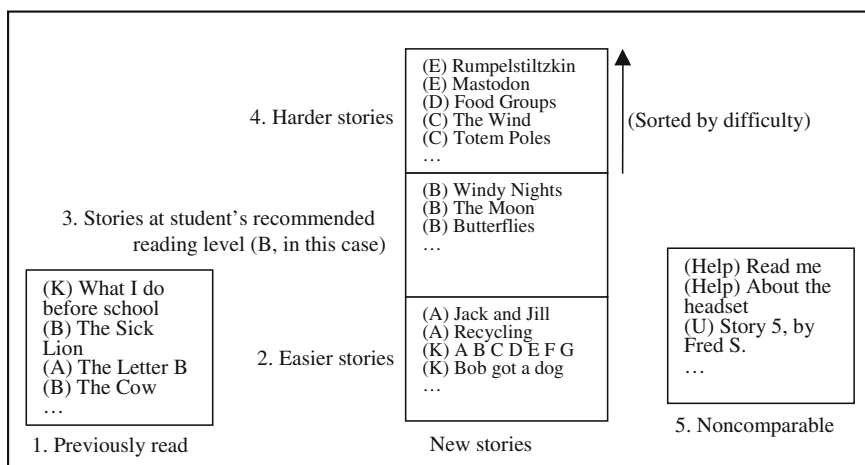 (E) Rumpelstiltzkin
(E) Mastodon
(D) Food Groups
(C) The Wind
(C) Totem Poles
…
4. Harder stories
(Sorted by difficulty)
(B) Windy Nights
(B) The Moon
(B) Butterflies
…
3. Stories at student's recommended
reading level (B, in this case)
(K) What I do
before school
(B) The Sick
Lion
(A) The Letter B
(B) The Cow
…
1. Previously read
2. Easier stories
(A) Jack and Jill
(A) Recycling
(K) A B C D E F G
(K) Bob got a dog
…
New stories
(Help) Read me
(Help) About the
headset
(U) Story 5, by
Fred S.
…
5. Noncomparable